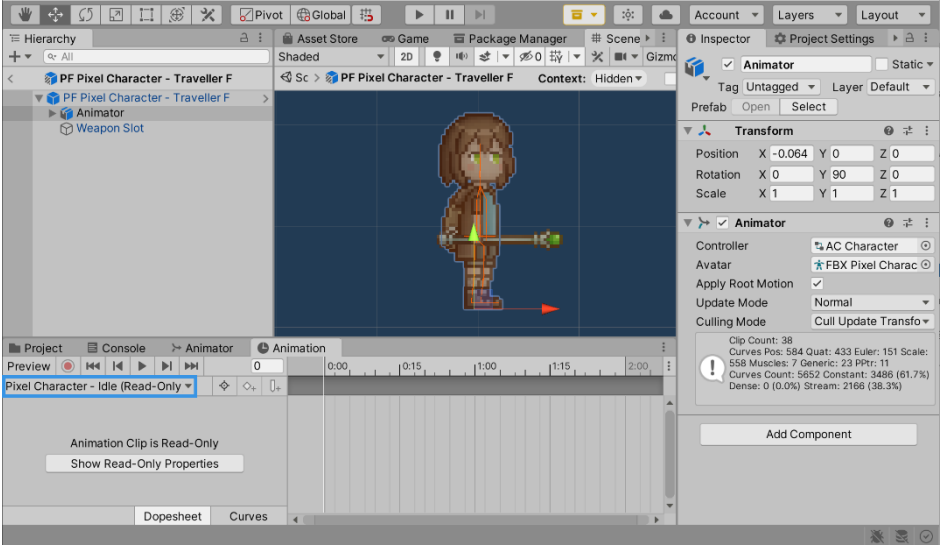 Pivot
Global
Account
Layers
Layout
Hierarchy
All
PF Pixel Character - Traveller F
PF Pixel Character - Traveller F
Animator
Weapon Slot
Asset Store
Game
Package Manager
Scene
Shaded
2D
0
Gizmo
Sc
PF Pixel Character - Traveller F
Context:
Hidden
Inspector
Project Settings
Animator
Static
Tag
Untagged
Layer
Default
Prefab
Open
Select
Transform
Position X -0.064 Y 0 Z 0
Rotation X 0 Y 90 Z 0
Scale X 1 Y 1 Z 1
Animator
Controller
AC Character
Avatar
FBX Pixel Charac
Apply Root Motion
Update Mode
Normal
Culling Mode
Cull Update Transfo
Clip Count: 38
Curves Pos: 584 Quat: 433 Euler: 151 Scale:
558 Muscles: 7 Generic: 23 PPtr: 11
Curves Count: 5652 Constant: 3486 (61.7%)
Dense: 0 (0.0%) Stream: 2166 (38.3%)
Add Component
Project
Console
Animator
Animation
Preview
0
0:00
0:15
1:00
1:15
2:00
Pixel Character - Idle (Read-Only
Animation Clip is Read-Only
Show Read-Only Properties
Dopesheet
Curves